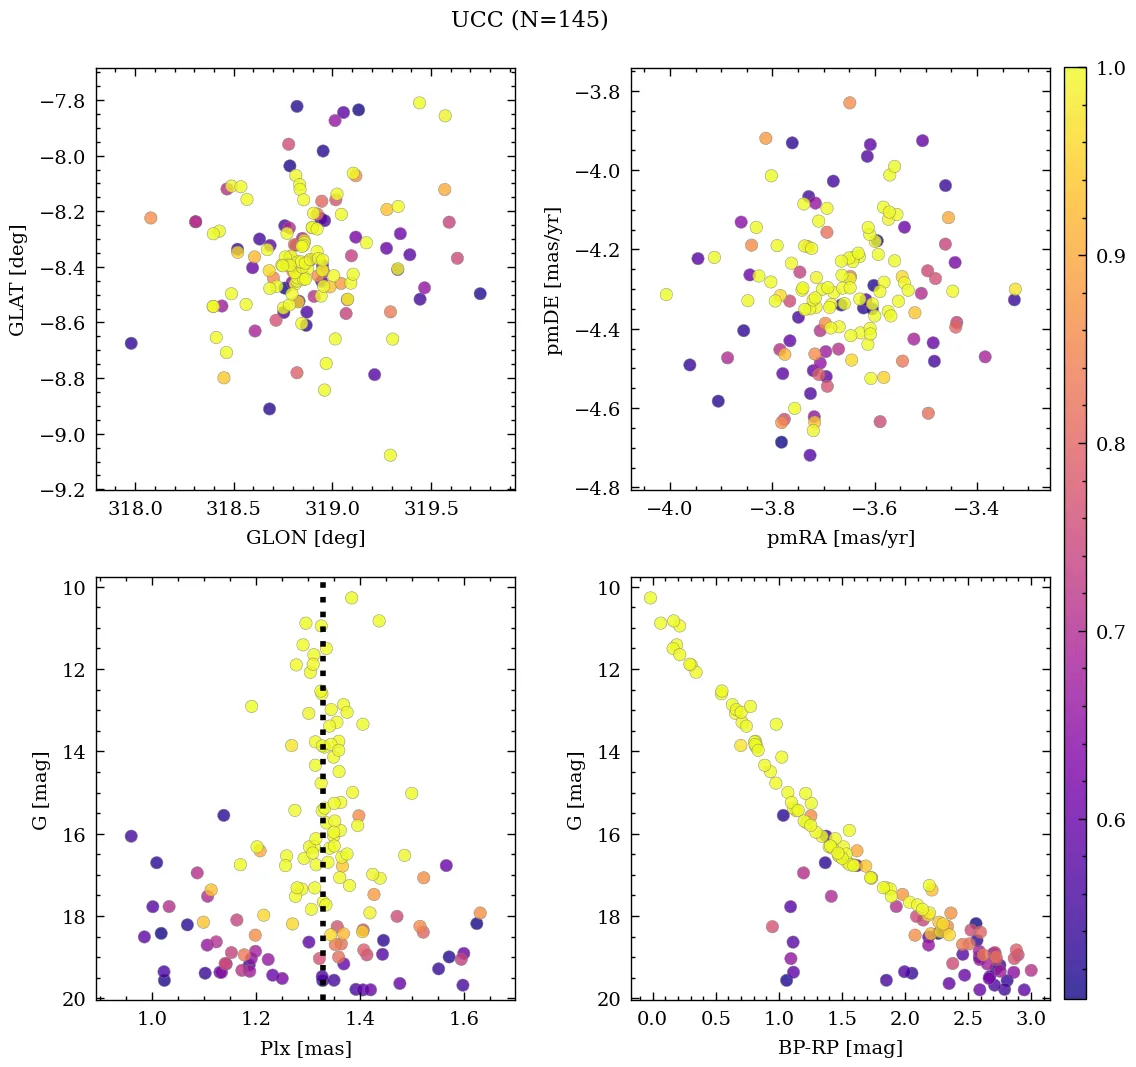 UCC (N=145)
−7.8
−8.0
−8.2
−8.4
−8.6
−8.8
−9.0
−9.2
GLAT [deg]
318.0 318.5 319.0 319.5
GLON [deg]
−3.8
−4.0
−4.2
−4.4
−4.6
−4.8
pmDE [mas/yr]
−4.0 −3.8 −3.6 −3.4
pmRA [mas/yr]
10
12
14
16
18
20
G [mag]
1.0 1.2 1.4 1.6
Plx [mas]
10
12
14
16
18
20
G [mag]
0.0 0.5 1.0 1.5 2.0 2.5 3.0
BP-RP [mag]
1.0
0.9
0.8
0.7
0.6